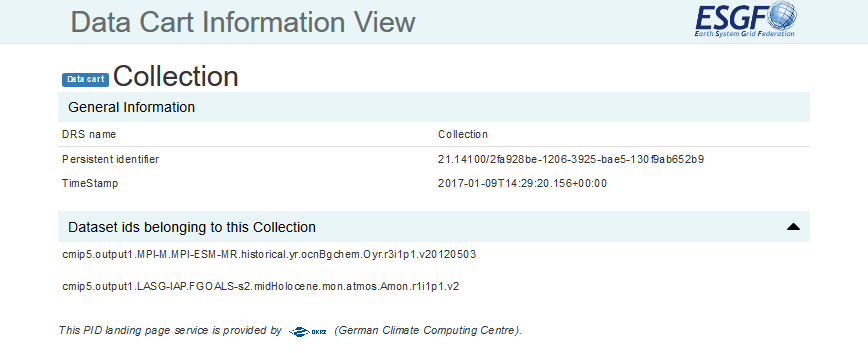 Data Cart Information View
ESGF
Earth System Grid Federation
Data cart Collection
General Information
DRS name Collection
Persistent identifier 21.14100/2fa928be-1206-3925-bae5-130f9ab652b9
TimeStamp 2017-01-09T14:29:20.156+00:00
Dataset ids belonging to this Collection
cmip5.output1.MPI-M.MPI-ESM-MR.historical.yr.ocnBgchem.Oyr.r3i1p1.v20120503
cmip5.output1.LASG-IAP.FGOALS-s2.midHolocene.mon.atmos.Amon.r1i1p1.v2
This PID landing page service is provided by DKRZ (German Climate Computing Centre).